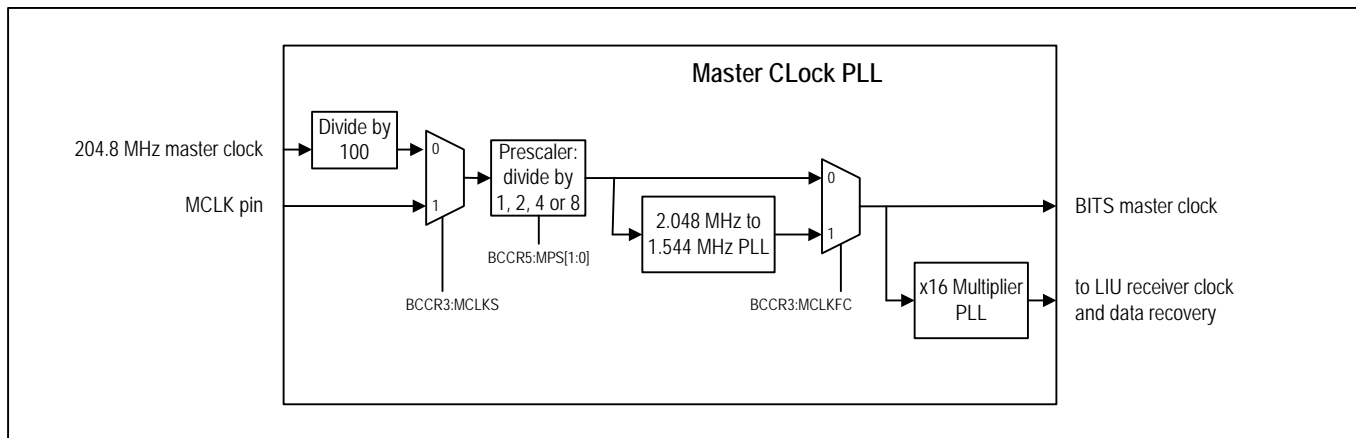 Master CLock PLL
204.8 MHz master clock
Divide by
100
0
1
MCLK pin
BCCR3:MCLKS
Prescaler:
divide by
1, 2, 4 or 8
BCCR5:MPS[1:0]
2.048 MHz to
1.544 MHz PLL
0
1
BCCR3:MCLKFC
BITS master clock
x16 Multiplier
PLL
to LIU receiver clock
and data recovery